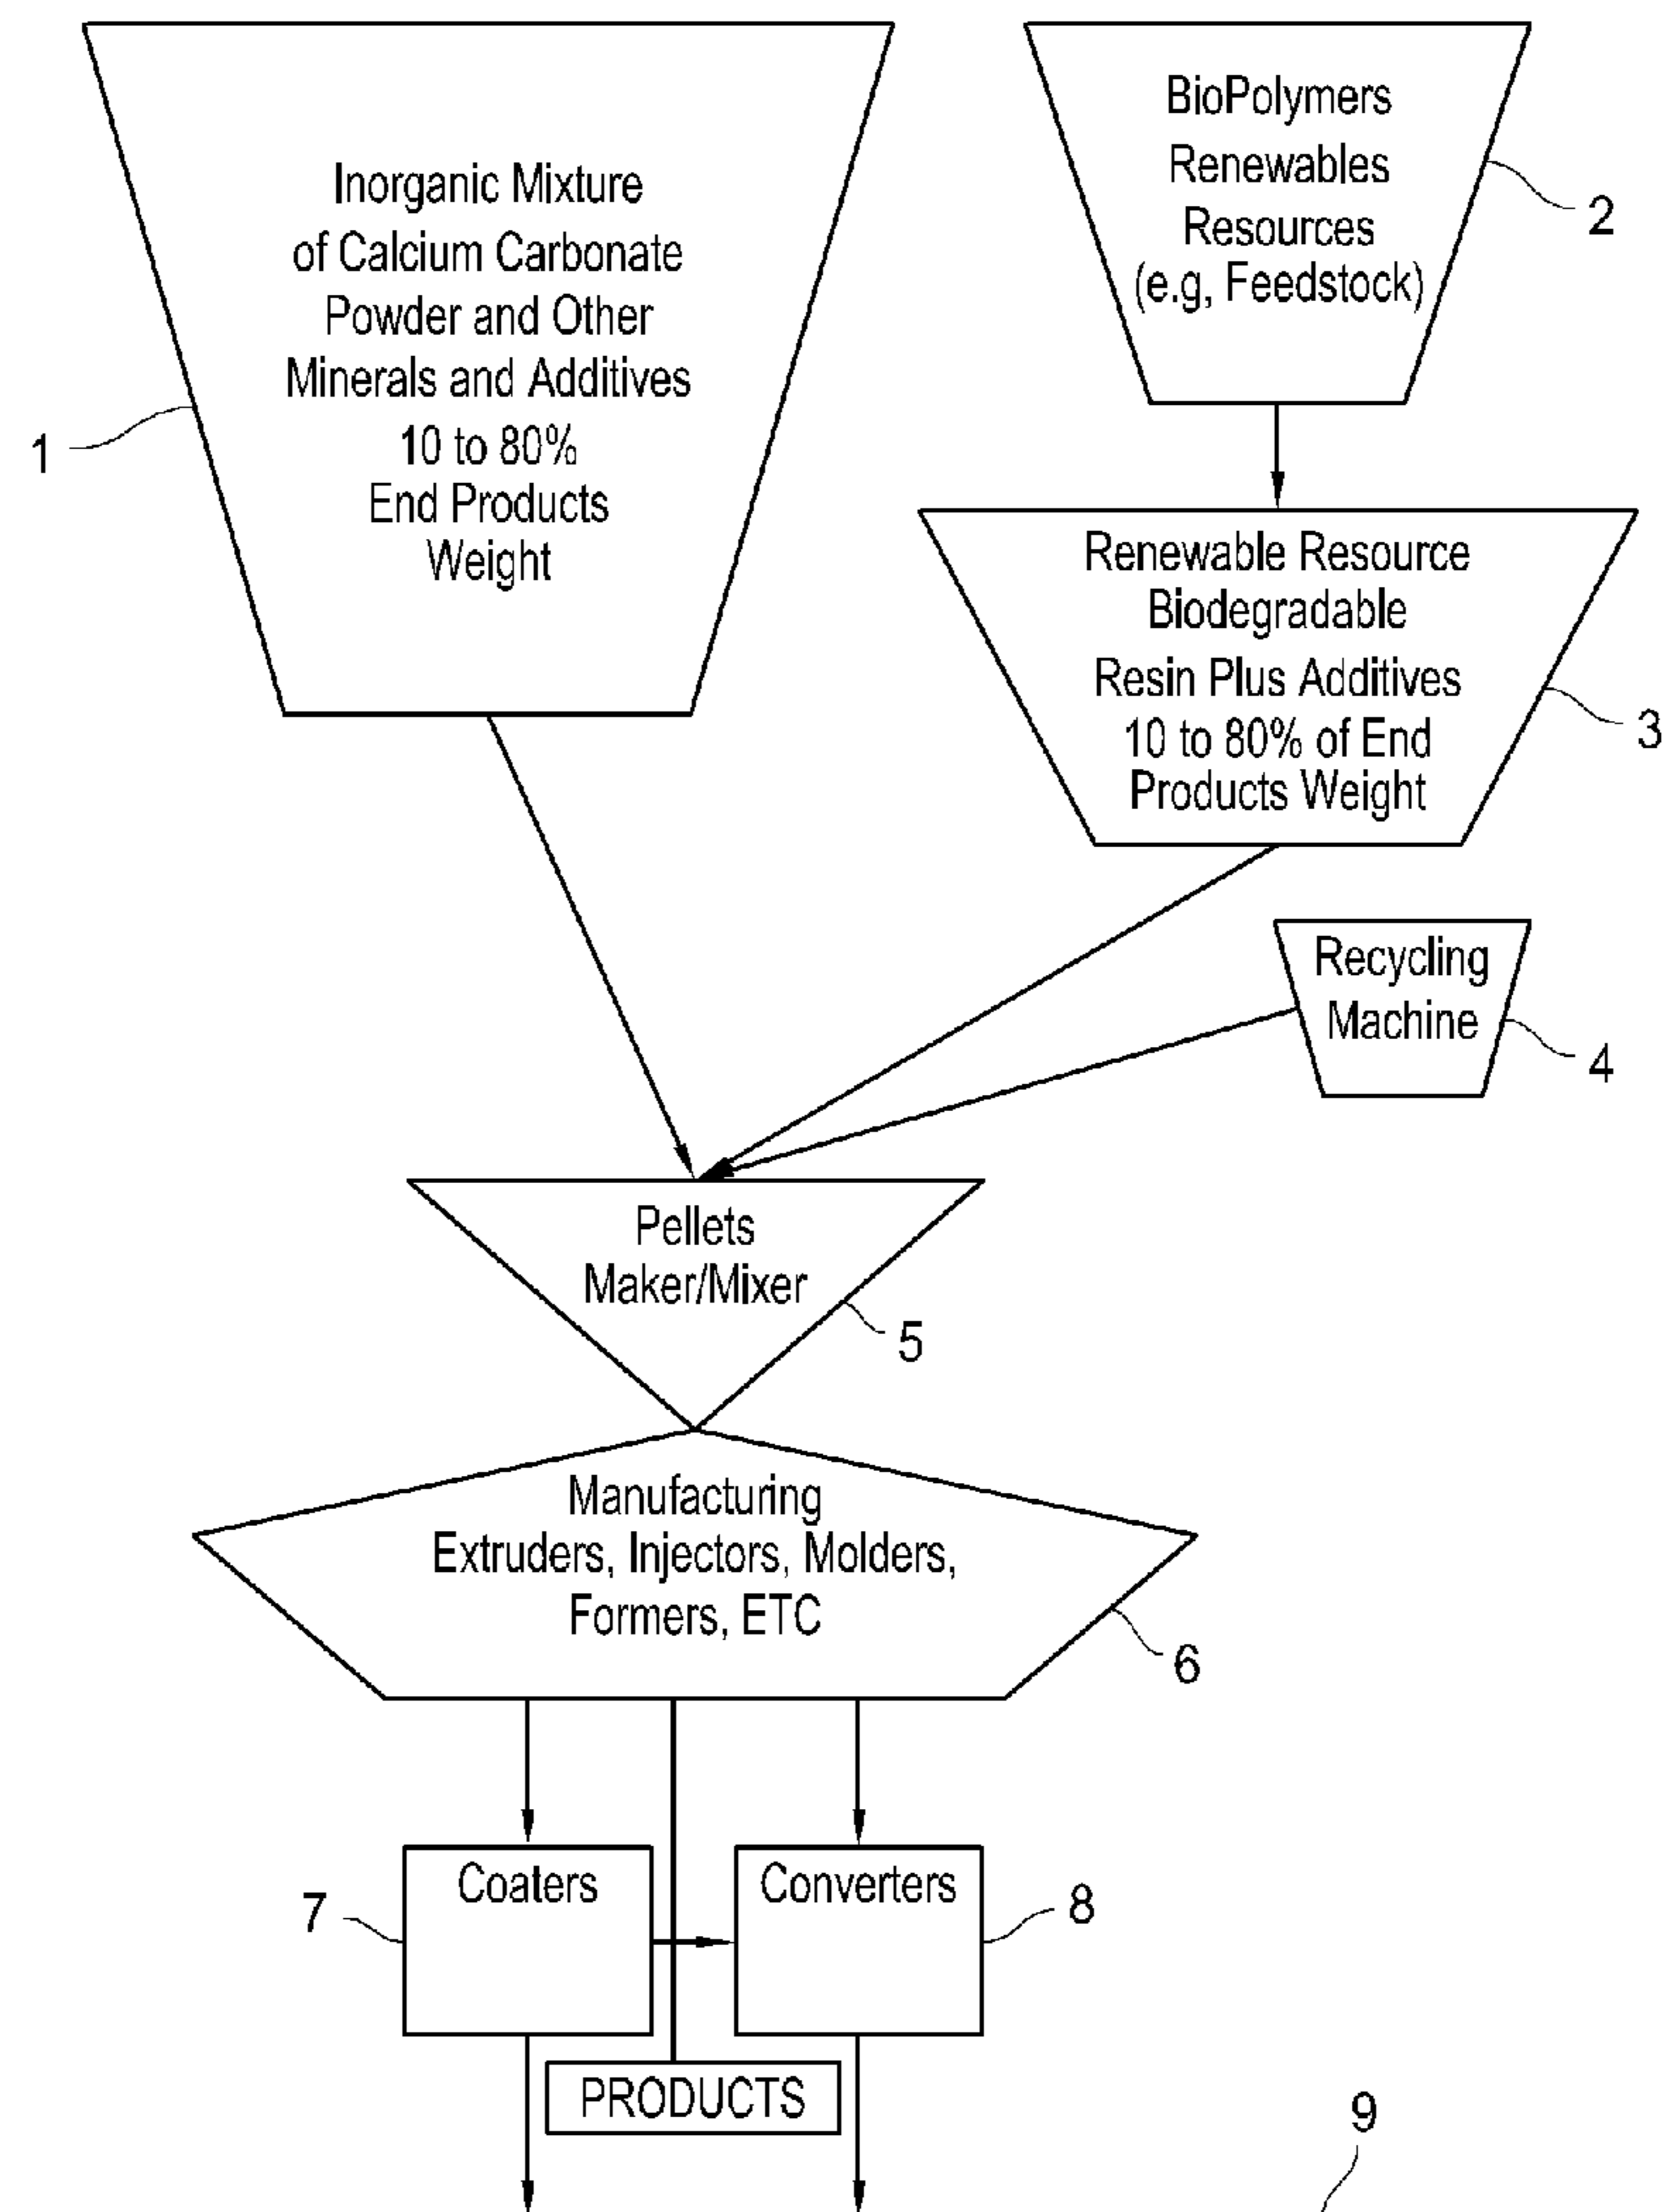 Inorganic Mixture
of Calcium Carbonate
Powder and Other
Minerals and Additives
10 to 80%
End Products
Weight
1
BioPolymers
Renewables
Resources
(e.g, Feedstock)
2
Renewable Resource
Biodegradable
Resin Plus Additives
10 to 80% of End
Products Weight
3
Recycling
Machine
4
Pellets
Maker/Mixer
5
Manufacturing
Extruders, Injectors, Molders,
Formers, ETC
6
Coaters
7
Converters
8
PRODUCTS
9